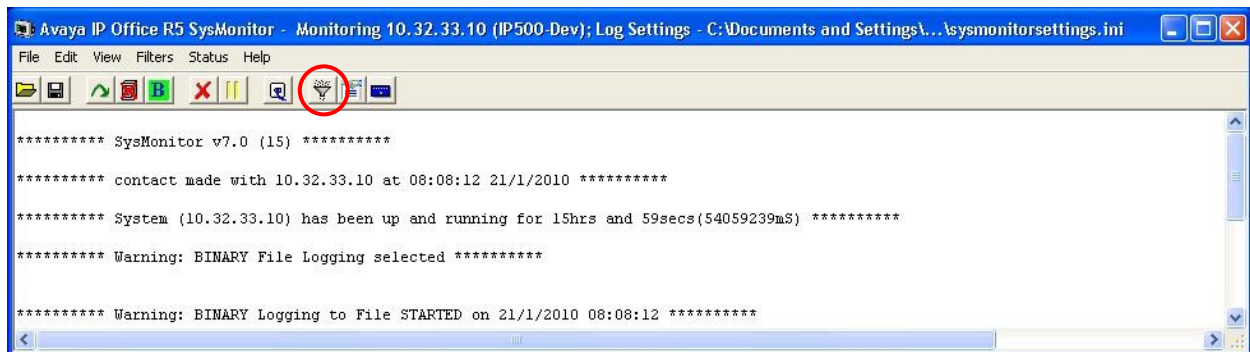 Avaya IP Office R5 SysMonitor - Monitoring 10.32.33.10 (IP500-Dev); Log Settings - C:\Documents and Settings\...\sysmonitorsettings.ini
File Edit View Filters Status Help
B
********** SysMonitor v7.0 (15) **********
********** contact made with 10.32.33.10 at 08:08:12 21/1/2010 **********
********** System (10.32.33.10) has been up and running for 15hrs and 59secs(54059239mS) **********
********** Warning: BINARY File Logging selected **********
********** Warning: BINARY Logging to File STARTED on 21/1/2010 08:08:12 **********